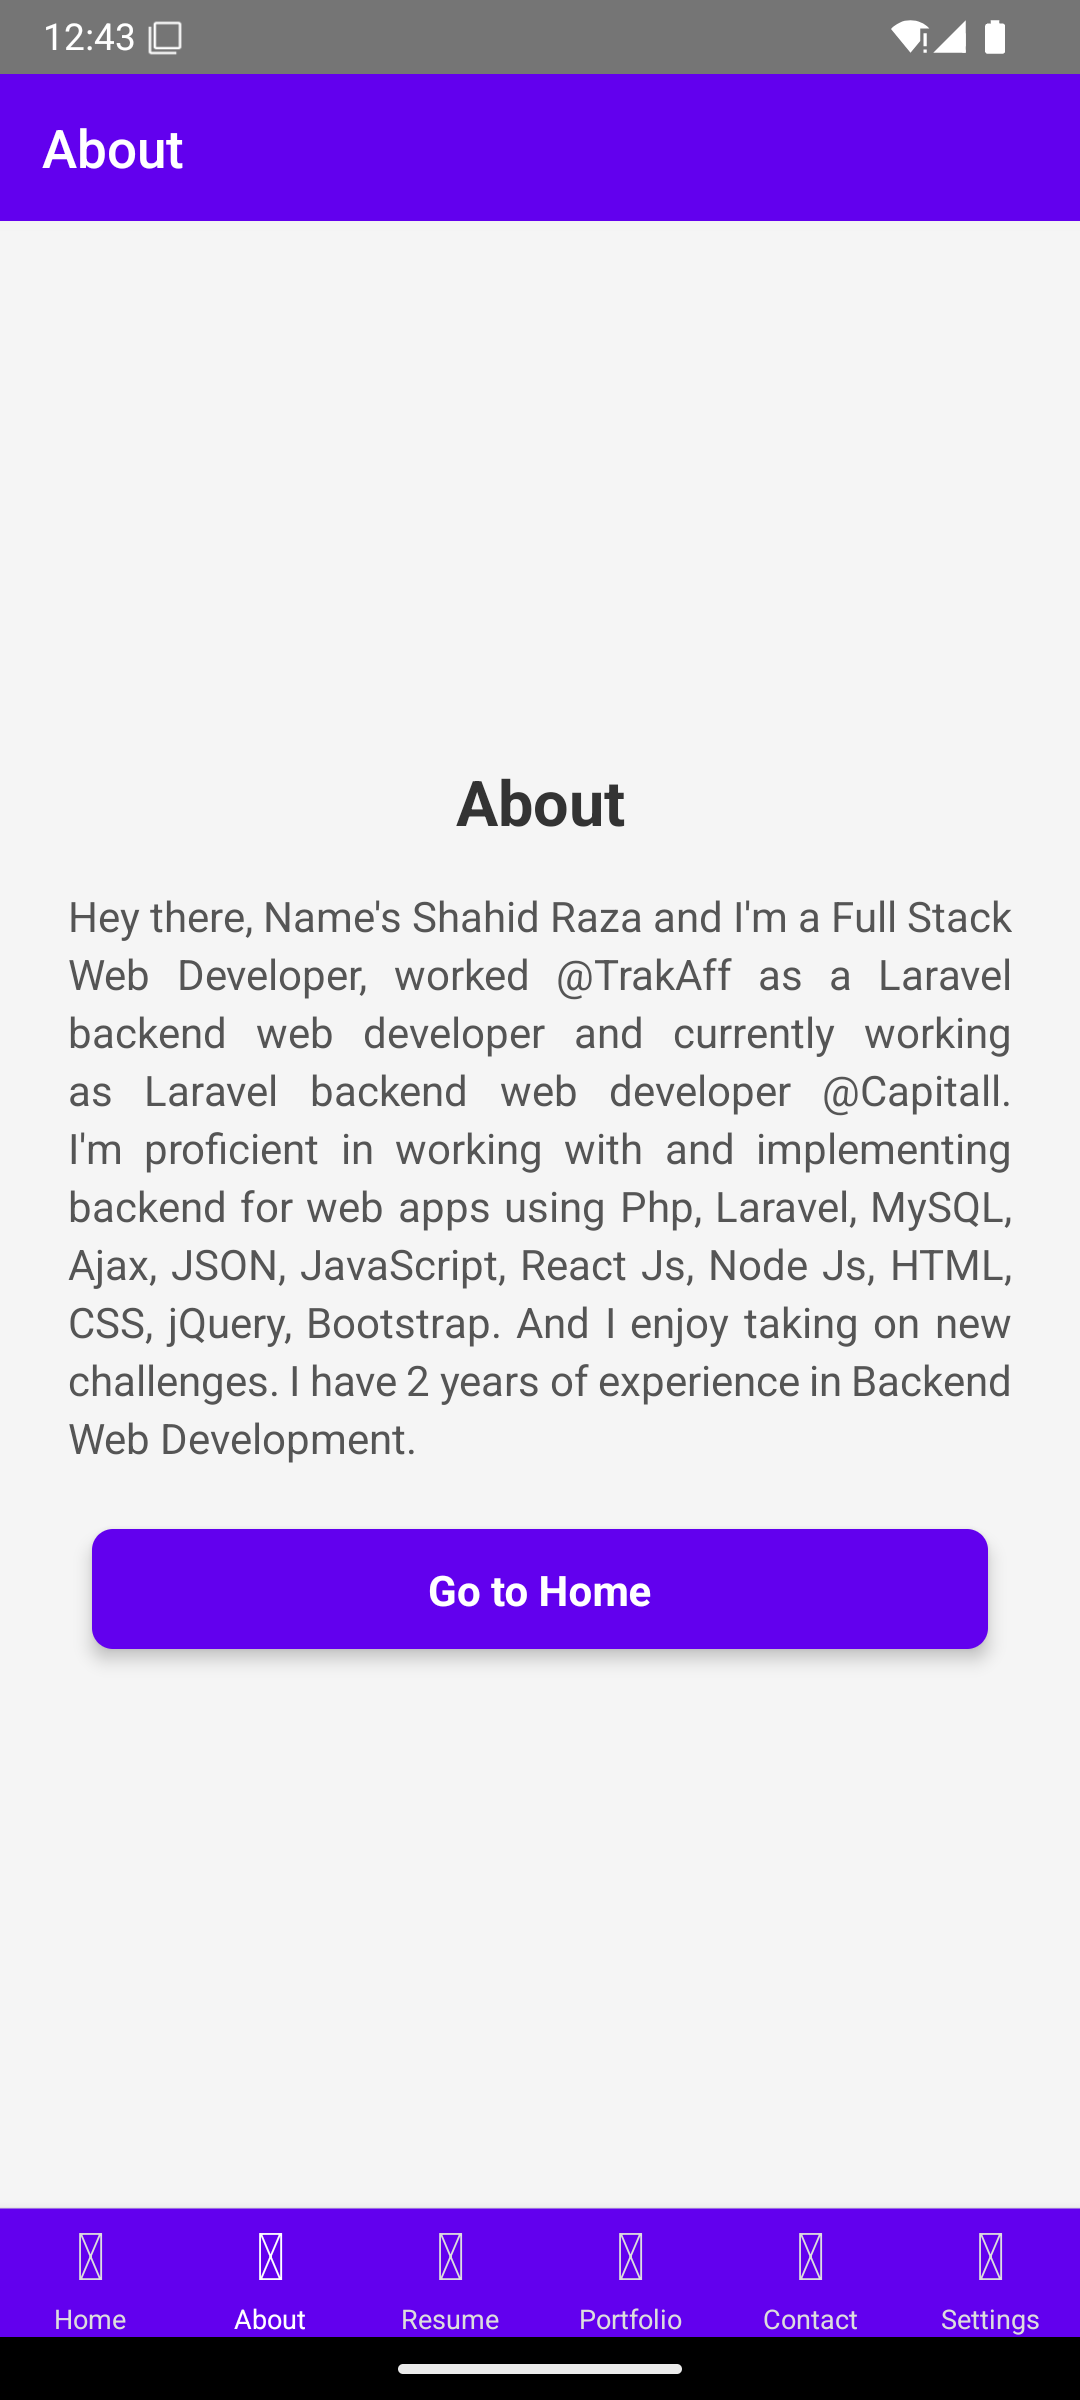 12:43
About
About
Hey there, Name's Shahid Raza and I'm a Full Stack
Web Developer, worked @TrakAff as a Laravel
backend web developer and currently working
as Laravel backend web developer @Capitall.
I'm proficient in working with and implementing
backend for web apps using Php, Laravel, MySQL,
Ajax, JSON, JavaScript, React Js, Node Js, HTML,
CSS, jQuery, Bootstrap. And I enjoy taking on new
challenges. I have 2 years of experience in Backend
Web Development.
Go to Home
Home About Resume Portfolio Contact Settings